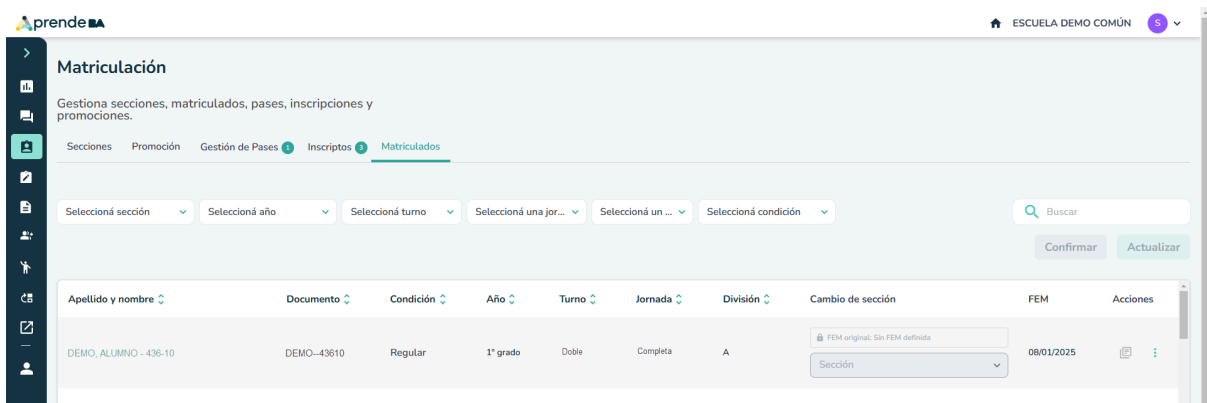 Aprende BA
ESCUELA DEMO COMÚN S
Matriculación
Gestiona secciones, matriculados, pases, inscripciones y
promociones.
Secciones Promoción Gestión de Pases 1 Inscriptos 3 Matriculados
Seleccioná sección Seleccioná año Seleccioná turno Seleccioná una jor... Seleccioná un ... Seleccioná condición Buscar
Confirmar Actualizar
Apellido y nombre Documento Condición Año Turno Jornada División Cambio de sección FEM Acciones
FEM original: Sin FEM definida
DEMO, ALUMNO - 436-10 DEMO--43610 Regular 1° grado Doble Completa A 08/01/2025
Sección